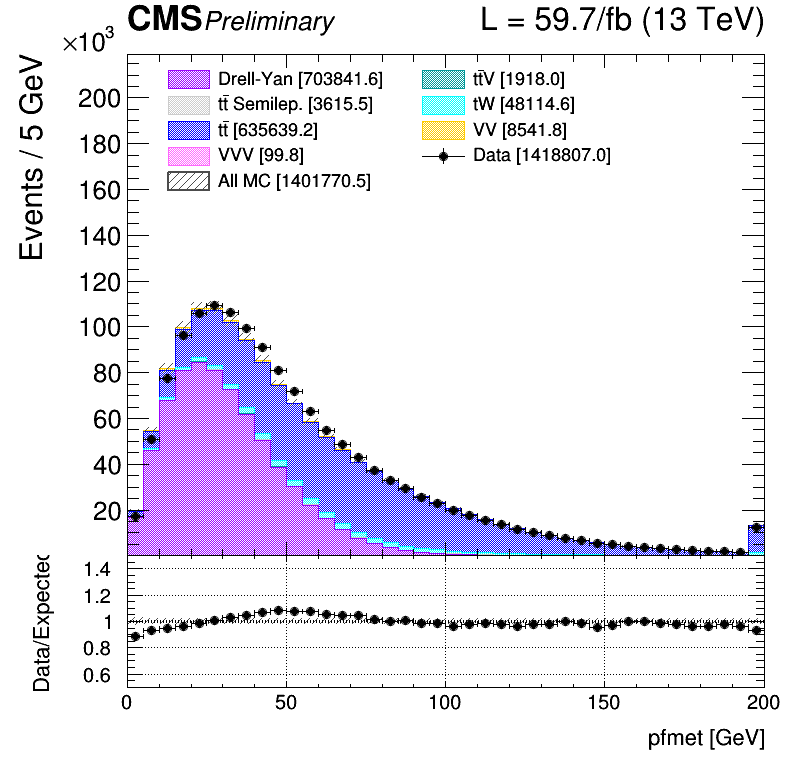 CMS Preliminary L = 59.7/fb (13 TeV)
×10³
Events / 5 GeV
Drell-Yan [703841.6]
tt̄ Semilep. [3615.5]
tt̄ [635639.2]
VVV [99.8]
All MC [1401770.5]
tt̄V [1918.0]
tW [48114.6]
VV [8541.8]
Data [1418807.0]
200
180
160
140
120
100
80
60
40
20
Data/Expected
1.4
1.2
1
0.8
0.6
0 50 100 150 200
pfmet [GeV]